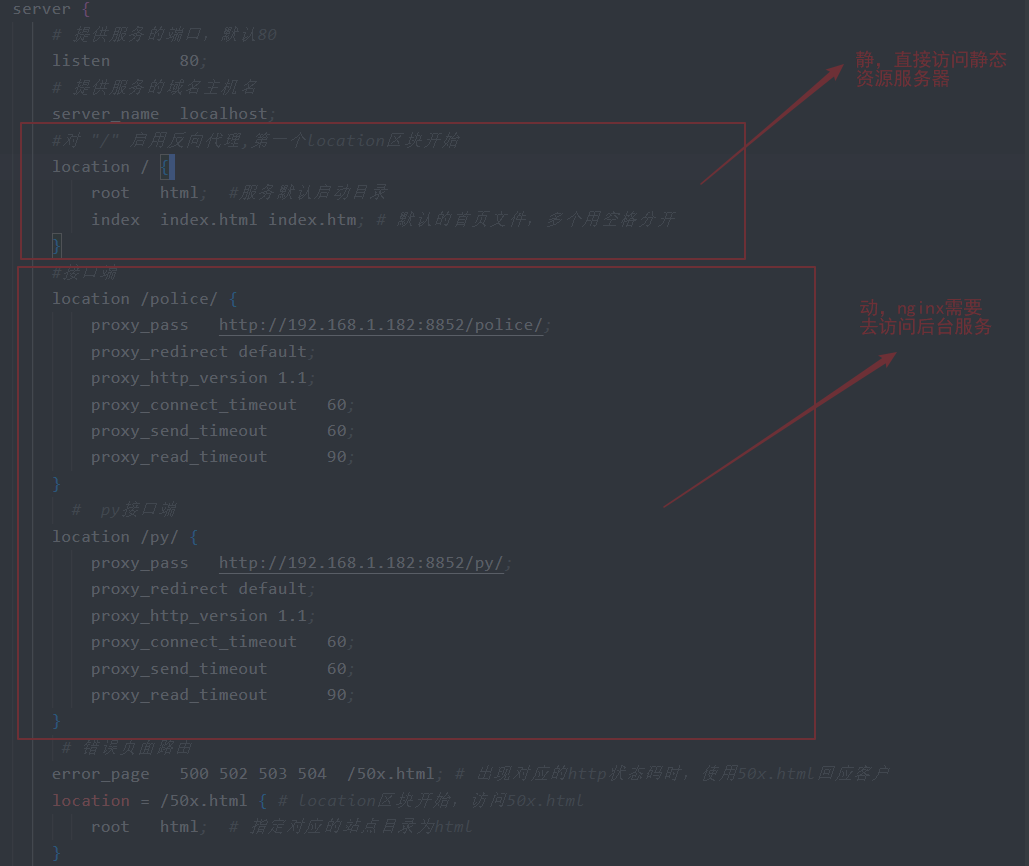 server {
# 提供服务的端口，默认80
listen 80;
# 提供服务的域名主机名
server_name localhost;
#对 "/" 启用反向代理,第一个Location区块开始
location / {
root html; #服务默认启动目录
index index.html index.htm; # 默认的首页文件，多个用空格分开
}
静，直接访问静态
资源服务器
#接口端
location /police/ {
proxy_pass http://192.168.1.182:8852/police/;
proxy_redirect default;
proxy_http_version 1.1;
proxy_connect_timeout 60;
proxy_send_timeout 60;
proxy_read_timeout 90;
}
动，nginx需要
去访问后台服务
# py接口端
location /py/ {
proxy_pass http://192.168.1.182:8852/py/;
proxy_redirect default;
proxy_http_version 1.1;
proxy_connect_timeout 60;
proxy_send_timeout 60;
proxy_read_timeout 90;
}
# 错误页面路由
error_page 500 502 503 504 /50x.html; # 出现对应的http状态码时，使用50x.html回应客户
location = /50x.html { # location区块开始，访问50x.html
root html; # 指定对应的站点目录为html
}